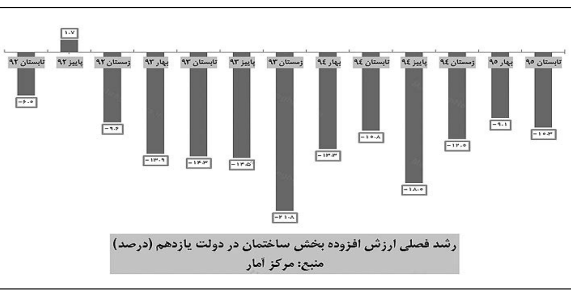 ۱.۷
تابستان ۹۲ پاییز ۹۲ زمستان ۹۲ بهار ۹۳ تابستان ۹۳ پاییز ۹۳ زمستان ۹۳ بهار ۹۴ تابستان ۹۴ پاییز ۹۴ زمستان ۹۴ بهار ۹۵ تابستان ۹۵
-۶.۰ -۹.۶ -۱۳.۹ -۱۴.۳ -۱۴.۵ -۲۱.۸ -۱۳.۳ -۱۰.۸ -۱۸.۰ -۱۲.۰ -۹.۱ -۱۰.۳
رشد فصلی ارزش افزوده بخش ساختمان در دولت یازدهم (درصد)
منبع: مرکز آمار